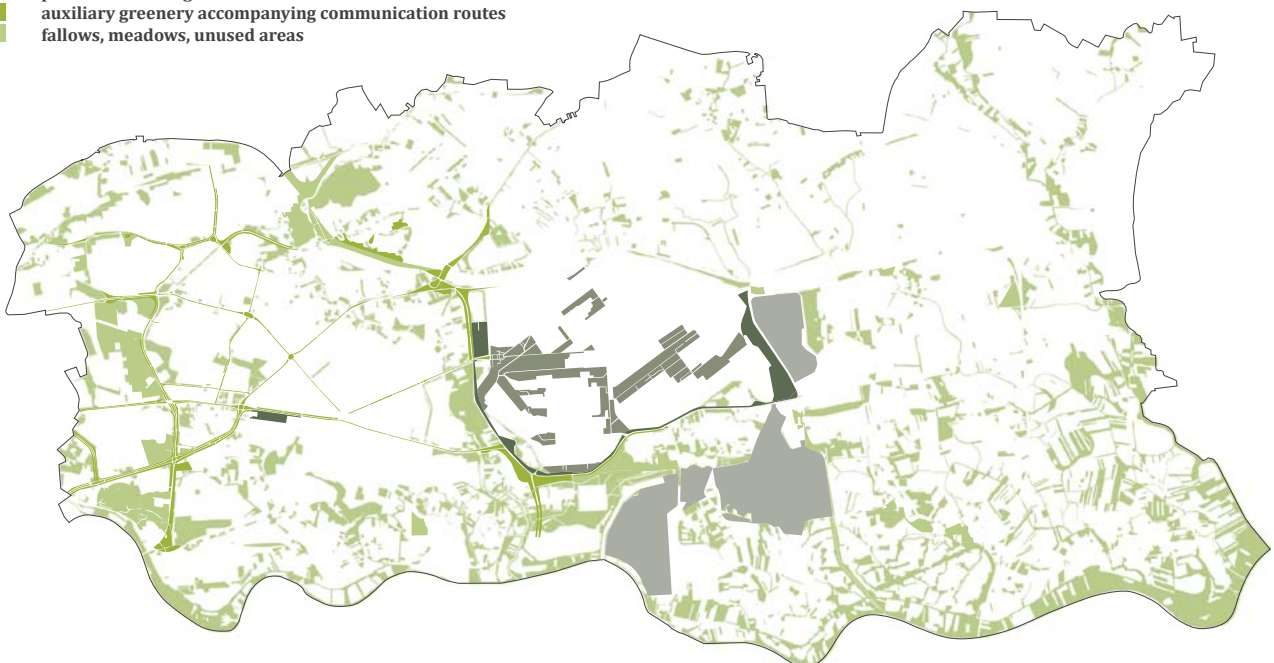 auxiliary greenery accompanying communication routes
fallows, meadows, unused areas